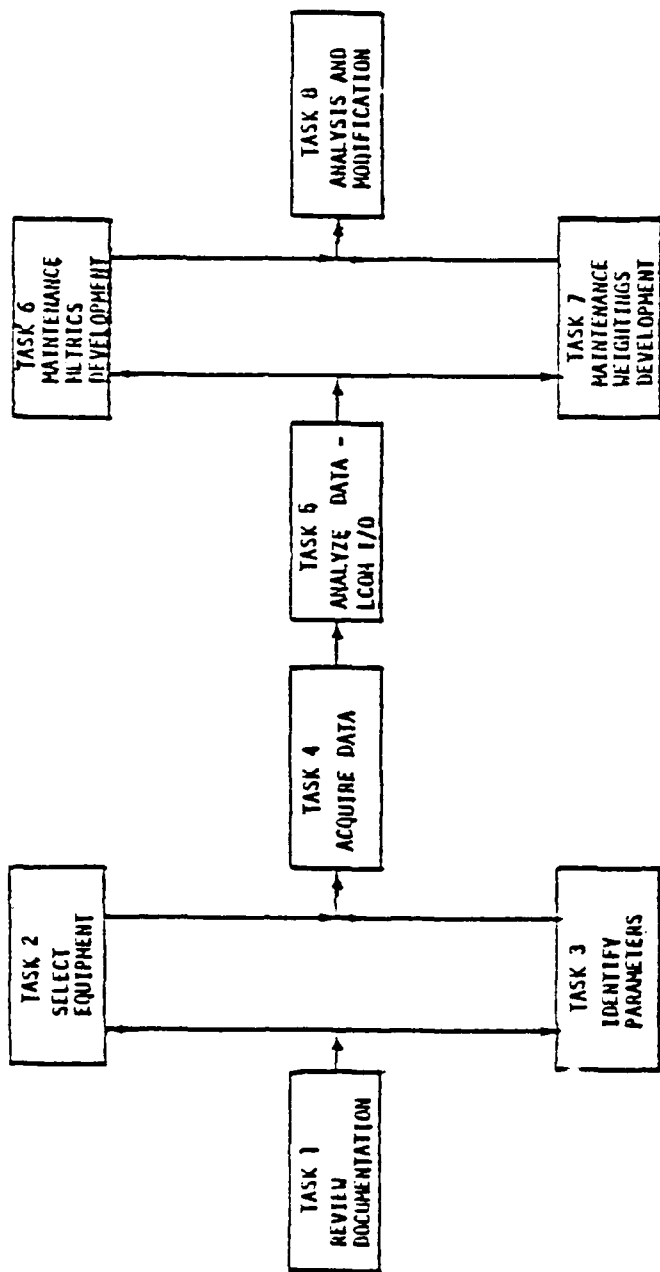 TASK 1
REVIEW
DOCUMENTATION
TASK 2
SELECT
EQUIPMENT
TASK 3
IDENTIFY
PARAMETERS
TASK 4
ACQUIRE DATA
TASK 5
ANALYZE DATA -
LCOM I/O
TASK 6
MAINTENANCE
METRICS
DEVELOPMENT
TASK 7
MAINTENANCE
WEIGHTINGS
DEVELOPMENT
TASK 8
ANALYSIS AND
MODIFICATION